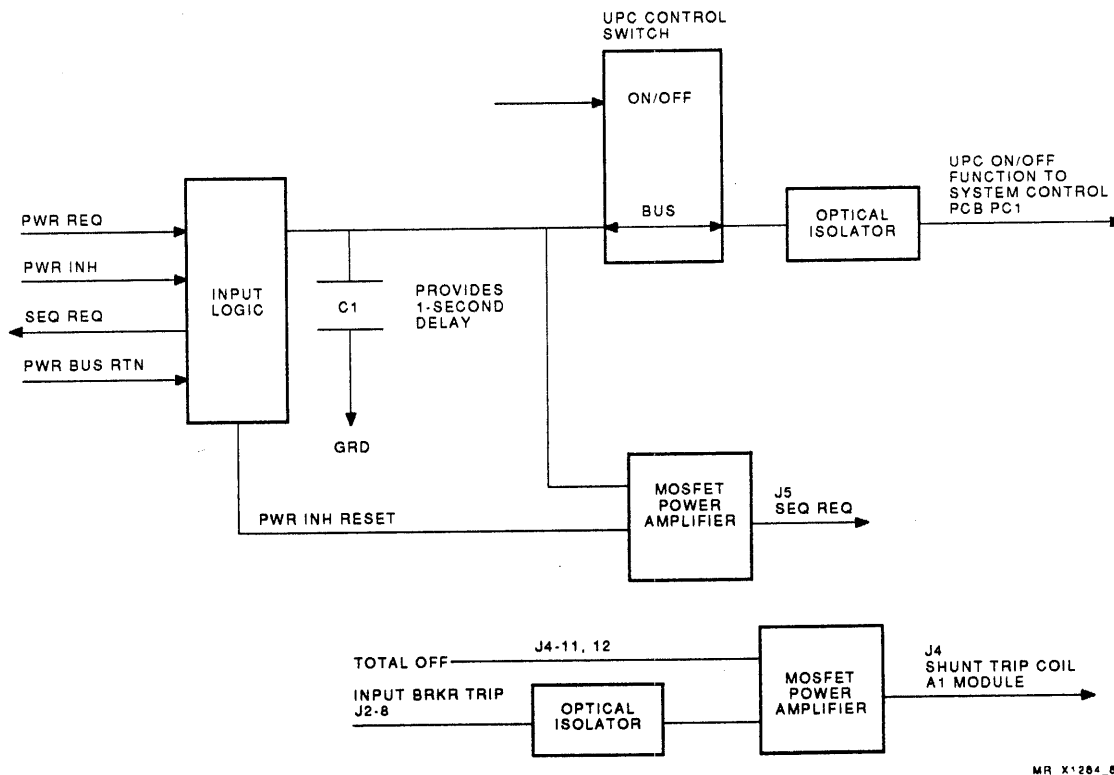 UPC CONTROL
SWITCH
ON/OFF
BUS
UPC ON/OFF
FUNCTION TO
SYSTEM CONTROL
PCB PC1
OPTICAL
ISOLATOR
PWR REQ
PWR INH
SEQ REQ
PWR BUS RTN
INPUT
LOGIC
C1
PROVIDES
1-SECOND
DELAY
GRD
PWR INH RESET
MOSFET
POWER
AMPLIFIER
J5
SEQ REQ
TOTAL OFF
J4-11, 12
INPUT BRKR TRIP
J2-8
OPTICAL
ISOLATOR
MOSFET
POWER
AMPLIFIER
J4
SHUNT TRIP COIL
A1 MODULE